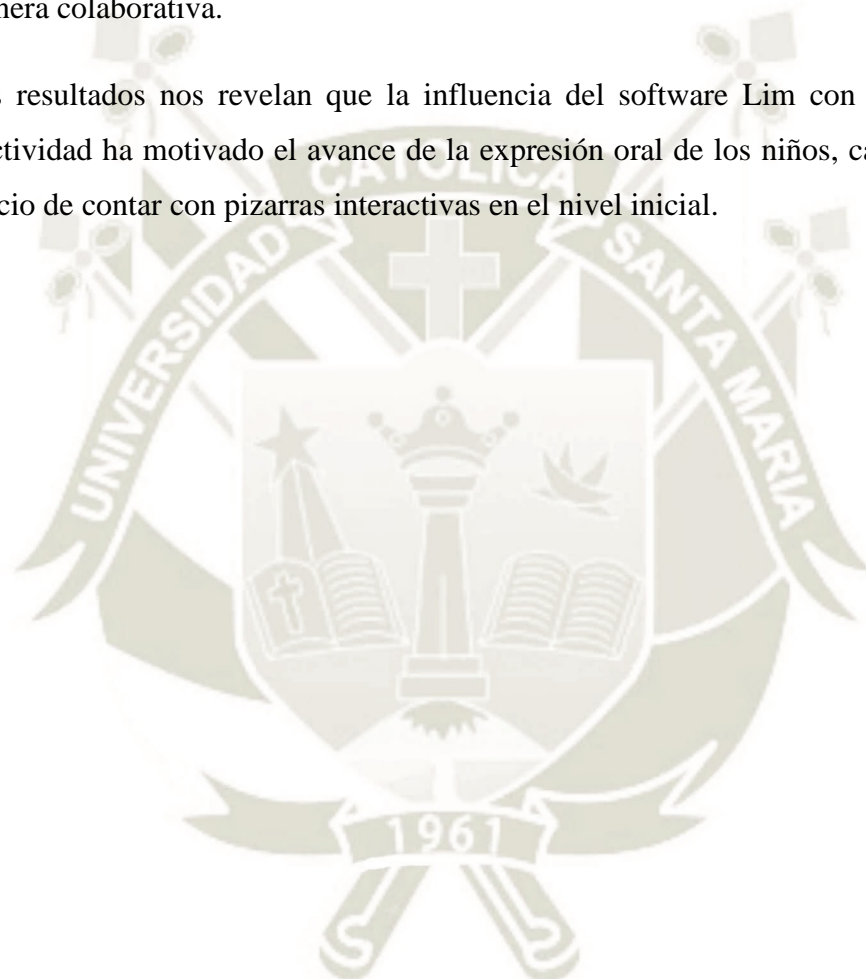 nera colaborativa.
s resultados nos revelan que la influencia del software Lim con
ctividad ha motivado el avance de la expresión oral de los niños, ca
cio de contar con pizarras interactivas en el nivel inicial.
UNIVERSIDAD
CATOLICA
SANTA MARIA
1961